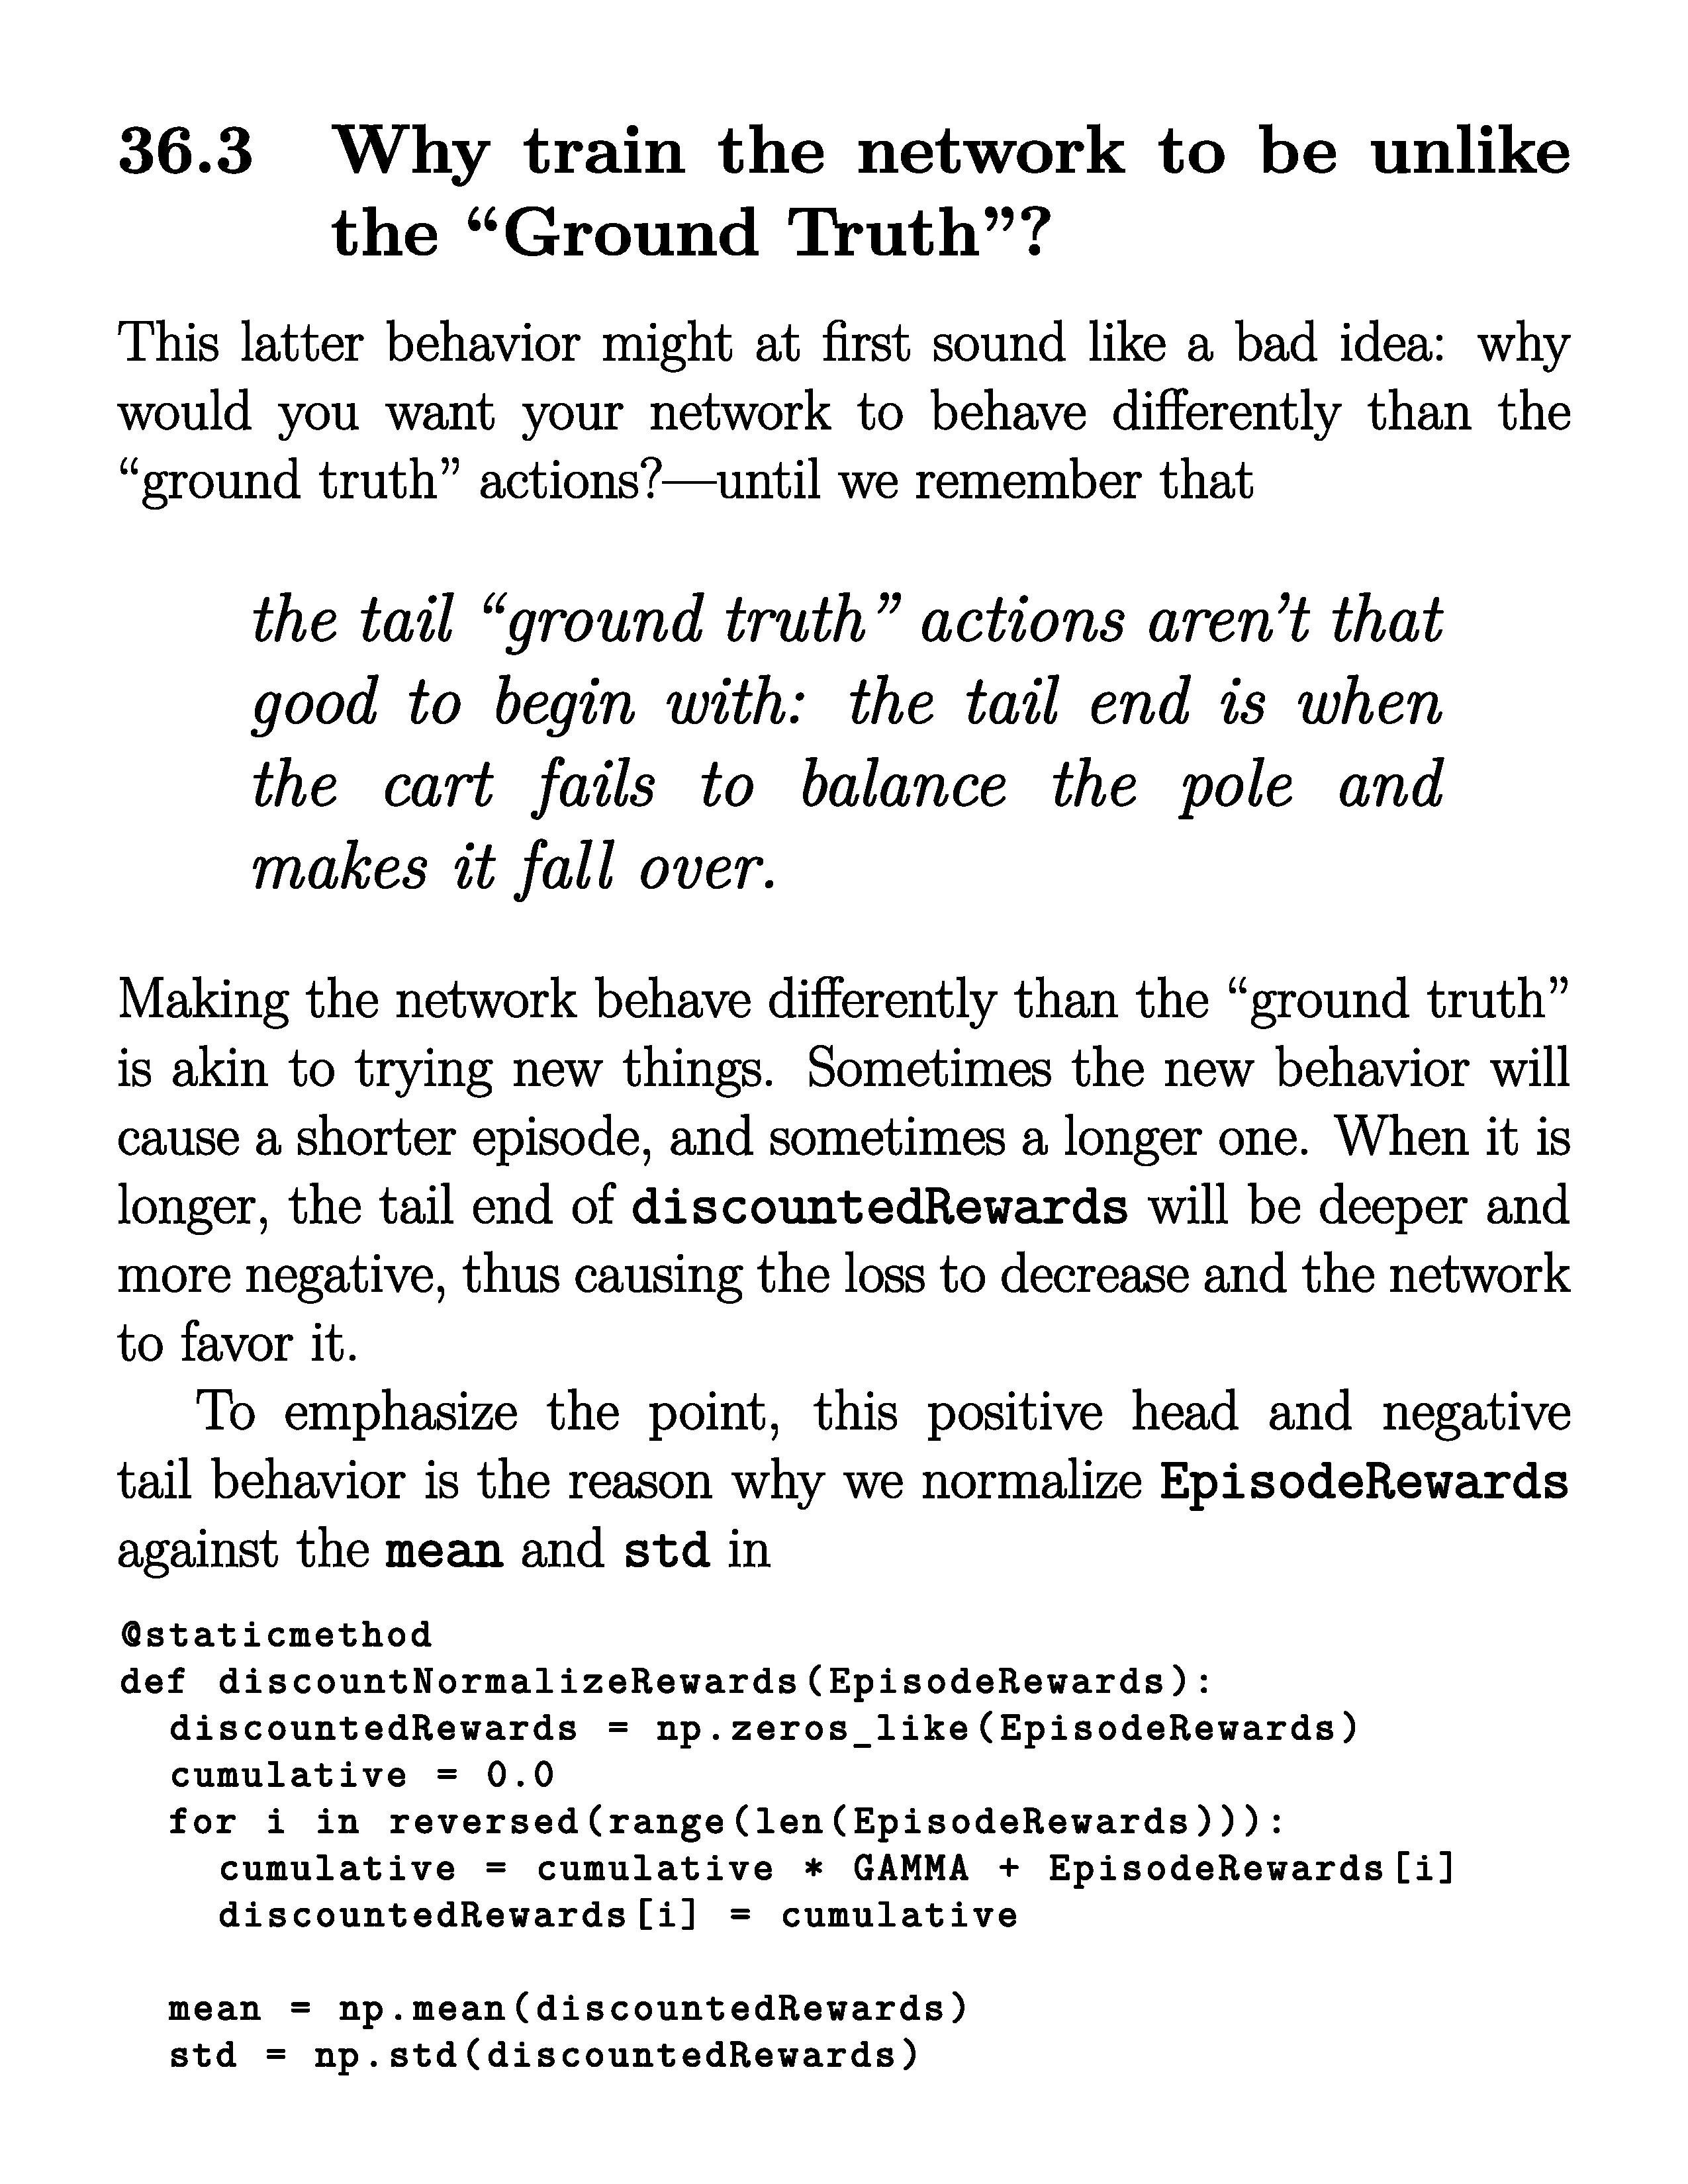 36.3 Why train the network to be unlike
the “Ground Truth”?
This latter behavior might at first sound like a bad idea: why
would you want your network to behave differently than the
“ground truth” actions?—until we remember that
the tail “ground truth” actions aren’t that
good to begin with: the tail end is when
the cart fails to balance the pole and
makes it fall over.
Making the network behave differently than the “ground truth”
is akin to trying new things. Sometimes the new behavior will
cause a shorter episode, and sometimes a longer one. When it is
longer, the tail end of discountedRewards will be deeper and
more negative, thus causing the loss to decrease and the network
to favor it.
To emphasize the point, this positive head and negative
tail behavior is the reason why we normalize EpisodeRewards
against the mean and std in
@staticmethod
def discountNormalizeRewards(EpisodeRewards):
  discountedRewards = np.zeros_like(EpisodeRewards)
  cumulative = 0.0
  for i in reversed(range(len(EpisodeRewards))):
    cumulative = cumulative * GAMMA + EpisodeRewards[i]
    discountedRewards[i] = cumulative
  mean = np.mean(discountedRewards)
  std = np.std(discountedRewards)